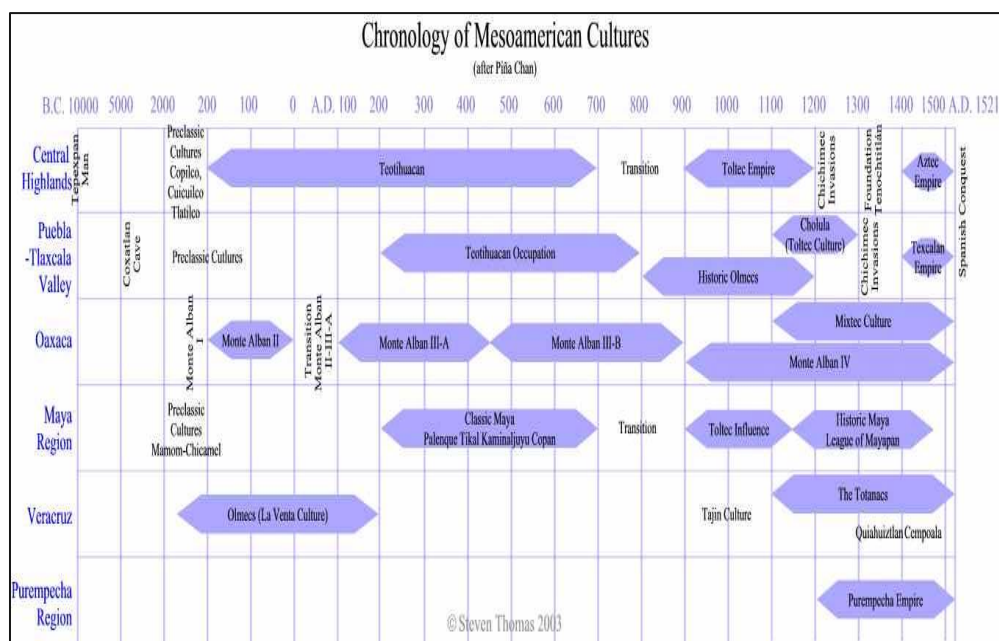 Chronology of Mesoamerican Cultures
(after Piña Chan)
B.C. 10000 5000 2000 200 100 0 A.D. 100 200 300 400 500 600 700 800 900 1000 1100 1200 1300 1400 1500 A.D. 1521
Central
Highlands
Tepexpan
Man
Preclassic
Cultures
Copilco,
Cuicuilco
Tlatilco
Teotihuacan
Transition
Toltec Empire
Chichimec
Invasions
Foundation
Tenochtitlán
Aztec
Empire
Spanish Conquest
Puebla
-Tlaxcala
Valley
Coxatlan
Cave
Preclassic Cutlures
Teotihuacan Occupation
Historic Olmecs
Cholula
(Toltec Culture)
Chichimec
Invasions
Texcalan
Empire
Oaxaca
Monte Alban
I
Monte Alban II
Transition
Monte Alban
II-III-A
Monte Alban III-A
Monte Alban III-B
Mixtec Culture
Monte Alban IV
Maya
Region
Preclassic
Cultures
Mamom-Chicamel
Classic Maya
Palenque Tikal Kaminaljuyu Copan
Transition
Toltec Influence
Historic Maya
League of Mayapan
Veracruz
Olmecs (La Venta Culture)
Tajin Culture
The Totanacs
Quiahuiztlan Cempoala
Purempecha
Region
Purempecha Empire
© Steven Thomas 2003